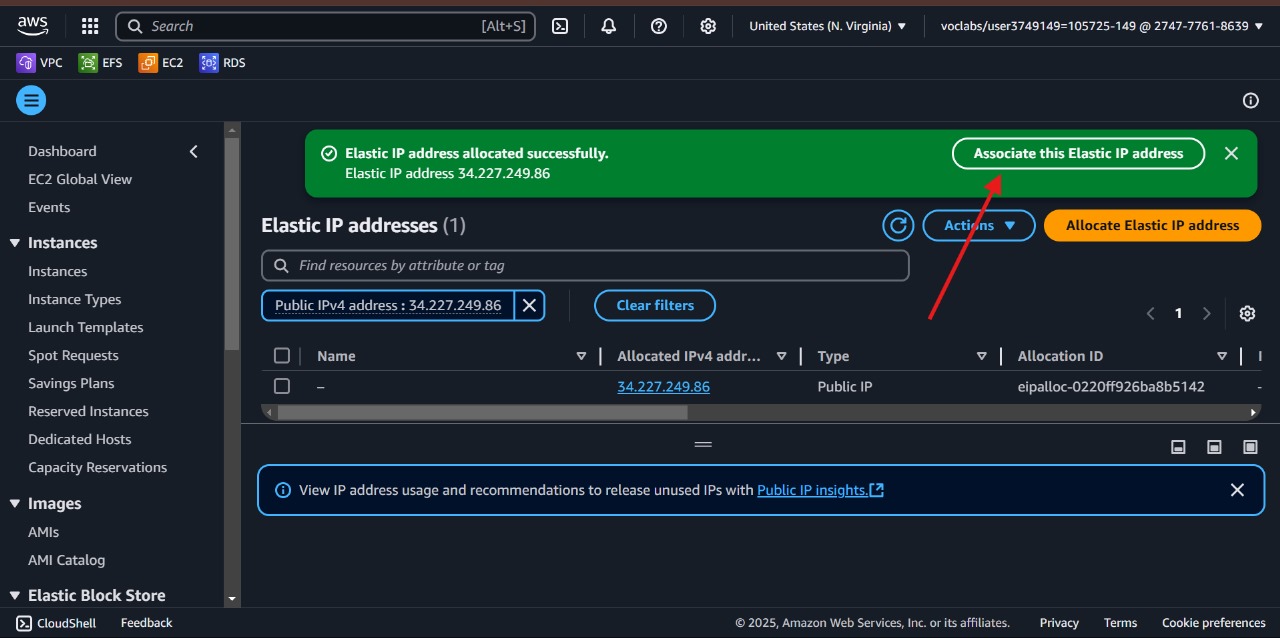 aws
Search [Alt+S]
United States (N. Virginia) ▼
voclabs/user3749149=105725-149 @ 2747-7761-8639 ▼
VPC EFS EC2 RDS
Dashboard
EC2 Global View
Events
Instances
Instances
Instance Types
Launch Templates
Spot Requests
Savings Plans
Reserved Instances
Dedicated Hosts
Capacity Reservations
Images
AMIs
AMI Catalog
Elastic Block Store
Elastic IP address allocated successfully.
Elastic IP address 34.227.249.86
Associate this Elastic IP address
Elastic IP addresses (1)
Actions ▼
Allocate Elastic IP address
Find resources by attribute or tag
Public IPv4 address : 34.227.249.86
Clear filters
1
Name Allocated IPv4 addr... Type Allocation ID
– 34.227.249.86 Public IP eipalloc-0220ff926ba8b5142 -
View IP address usage and recommendations to release unused IPs with Public IP insights.
CloudShell Feedback © 2025, Amazon Web Services, Inc. or its affiliates. Privacy Terms Cookie preferences